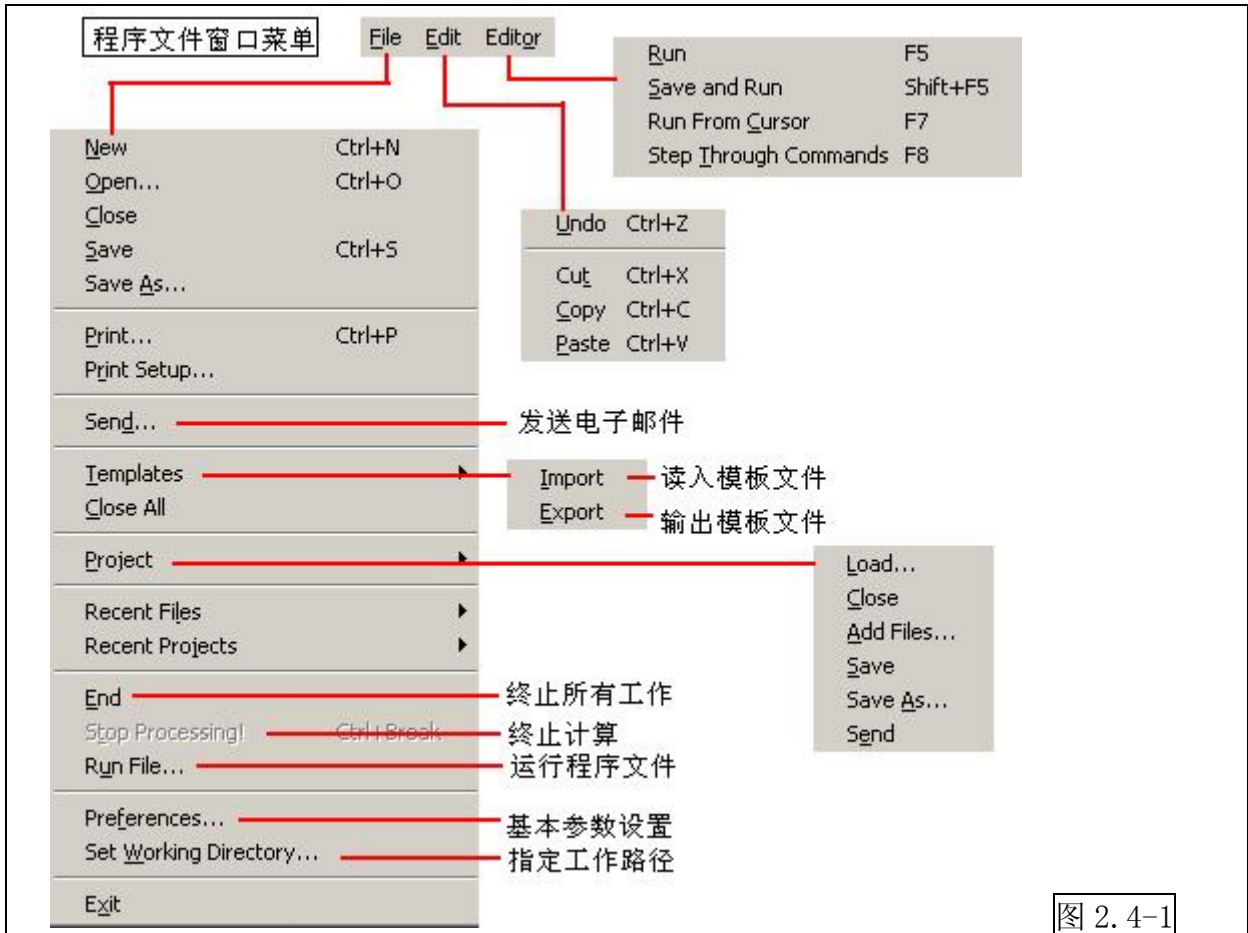 程序文件窗口菜单
File Edit Editor
Run F5
Save and Run Shift+F5
Run From Cursor F7
Step Through Commands F8
New Ctrl+N
Open... Ctrl+O
Close
Save Ctrl+S
Save As...
Print... Ctrl+P
Print Setup...
Send... 发送电子邮件
Templates
Close All
Project
Recent Files
Recent Projects
End 终止所有工作
Stop Processing! Ctrl+Break 终止计算
Run File... 运行程序文件
Preferences... 基本参数设置
Set Working Directory... 指定工作路径
Exit
Undo Ctrl+Z
Cut Ctrl+X
Copy Ctrl+C
Paste Ctrl+V
Import 读入模板文件
Export 输出模板文件
Load...
Close
Add Files...
Save
Save As...
Send
图 2.4-1